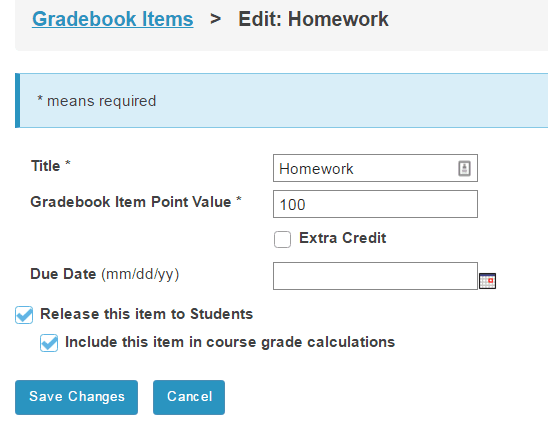 Gradebook Items > Edit: Homework
* means required
Title * Homework
Gradebook Item Point Value * 100
Extra Credit
Due Date (mm/dd/yy)
Release this item to Students
Include this item in course grade calculations
Save Changes Cancel